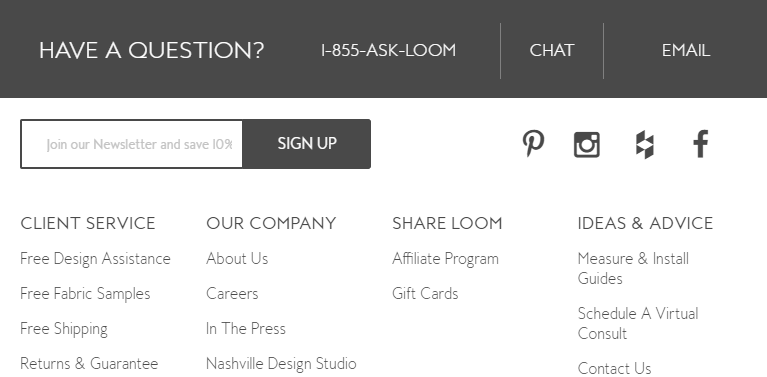 HAVE A QUESTION?
1-855-ASK-LOOM
CHAT
EMAIL
Join our Newsletter and save 10%
SIGN UP
CLIENT SERVICE
Free Design Assistance
Free Fabric Samples
Free Shipping
Returns & Guarantee
OUR COMPANY
About Us
Careers
In The Press
Nashville Design Studio
SHARE LOOM
Affiliate Program
Gift Cards
IDEAS & ADVICE
Measure & Install
Guides
Schedule A Virtual
Consult
Contact Us